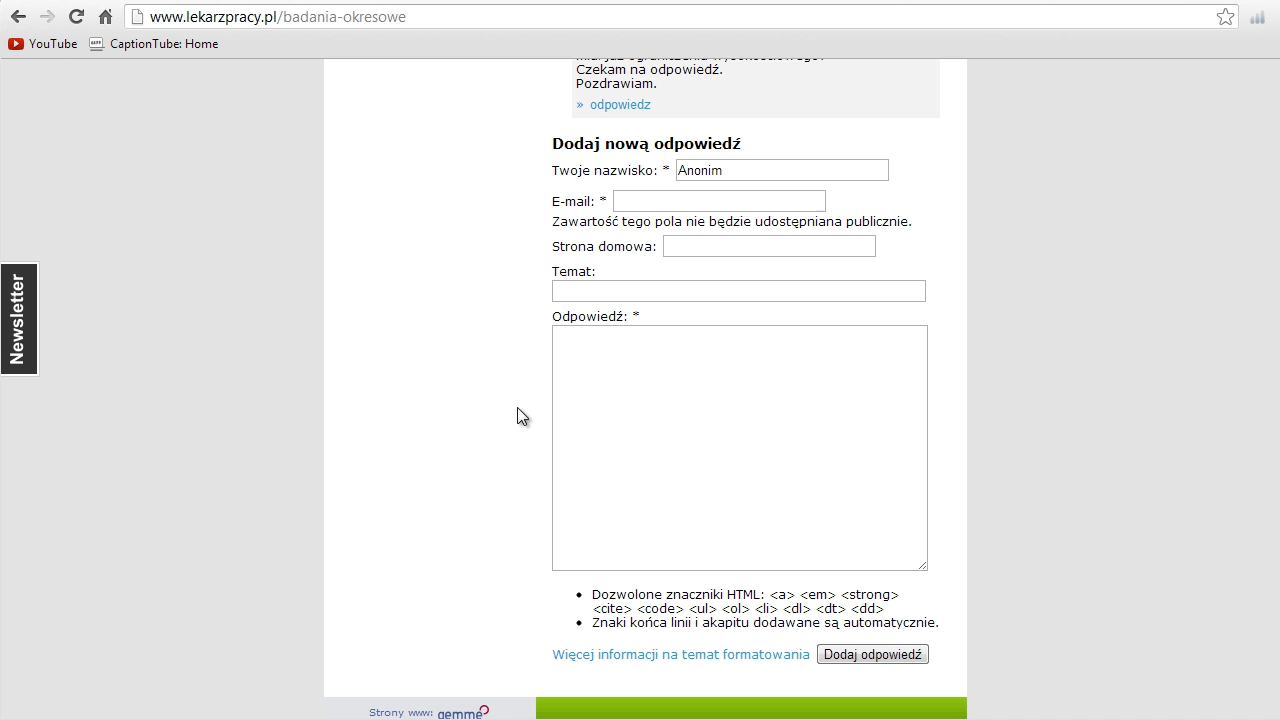 www.lekarzpracy.pl/badania-okresowe
YouTube CaptionTube: Home
Czekam na odpowiedź.
Pozdrawiam.
» odpowiedz
Dodaj nową odpowiedź
Twoje nazwisko: * Anonim
E-mail: *
Zawartość tego pola nie będzie udostępniana publicznie.
Strona domowa:
Temat:
Newsletter
Odpowiedź: *
• Dozwolone znaczniki HTML: <a> <em> <strong>
<cite> <code> <ul> <ol> <li> <dl> <dt> <dd>
• Znaki końca linii i akapitu dodawane są automatycznie.
Więcej informacji na temat formatowania Dodaj odpowiedź
Strony www: gemme